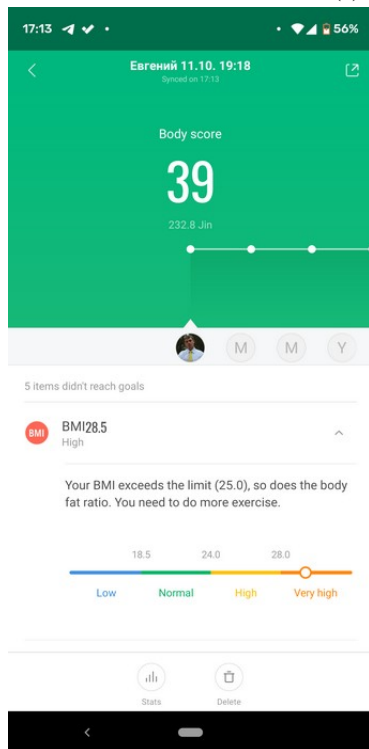 17:13
56%
Евгений 11.10. 19:18
Synced on 17:13
Body score
39
232.8 Jin
M M Y
5 items didn't reach goals
BMI
BMI28.5
High
Your BMI exceeds the limit (25.0), so does the body
fat ratio. You need to do more exercise.
18.5 24.0 28.0
Low Normal High Very high
Stats Delete